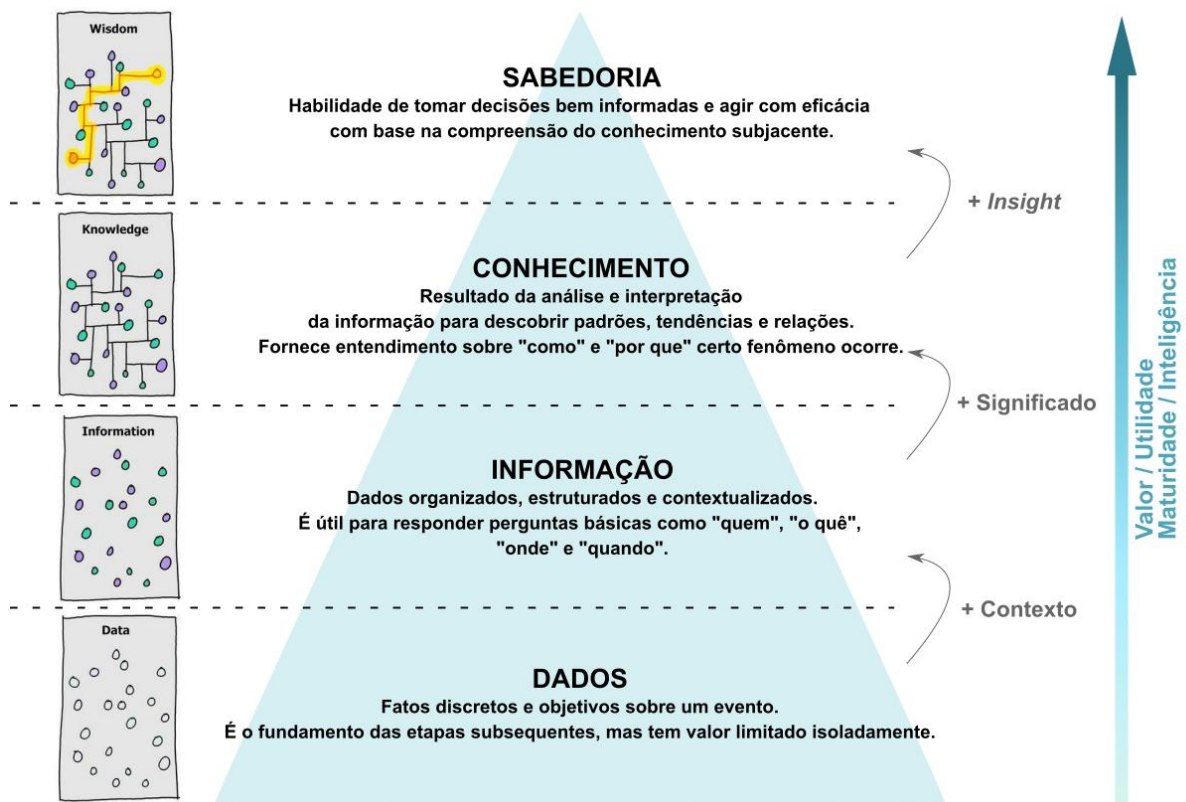 Wisdom
SABEDORIA
Habilidade de tomar decisões bem informadas e agir com eficácia
com base na compreensão do conhecimento subjacente.
+ Insight
Knowledge
CONHECIMENTO
Resultado da análise e interpretação
da informação para descobrir padrões, tendências e relações.
Fornece entendimento sobre "como" e "por que" certo fenômeno ocorre.
+ Significado
Information
INFORMAÇÃO
Dados organizados, estruturados e contextualizados.
É útil para responder perguntas básicas como "quem", "o quê",
"onde" e "quando".
+ Contexto
Data
DADOS
Fatos discretos e objetivos sobre um evento.
É o fundamento das etapas subsequentes, mas tem valor limitado isoladamente.
Valor / Utilidade
Maturidade / Inteligência